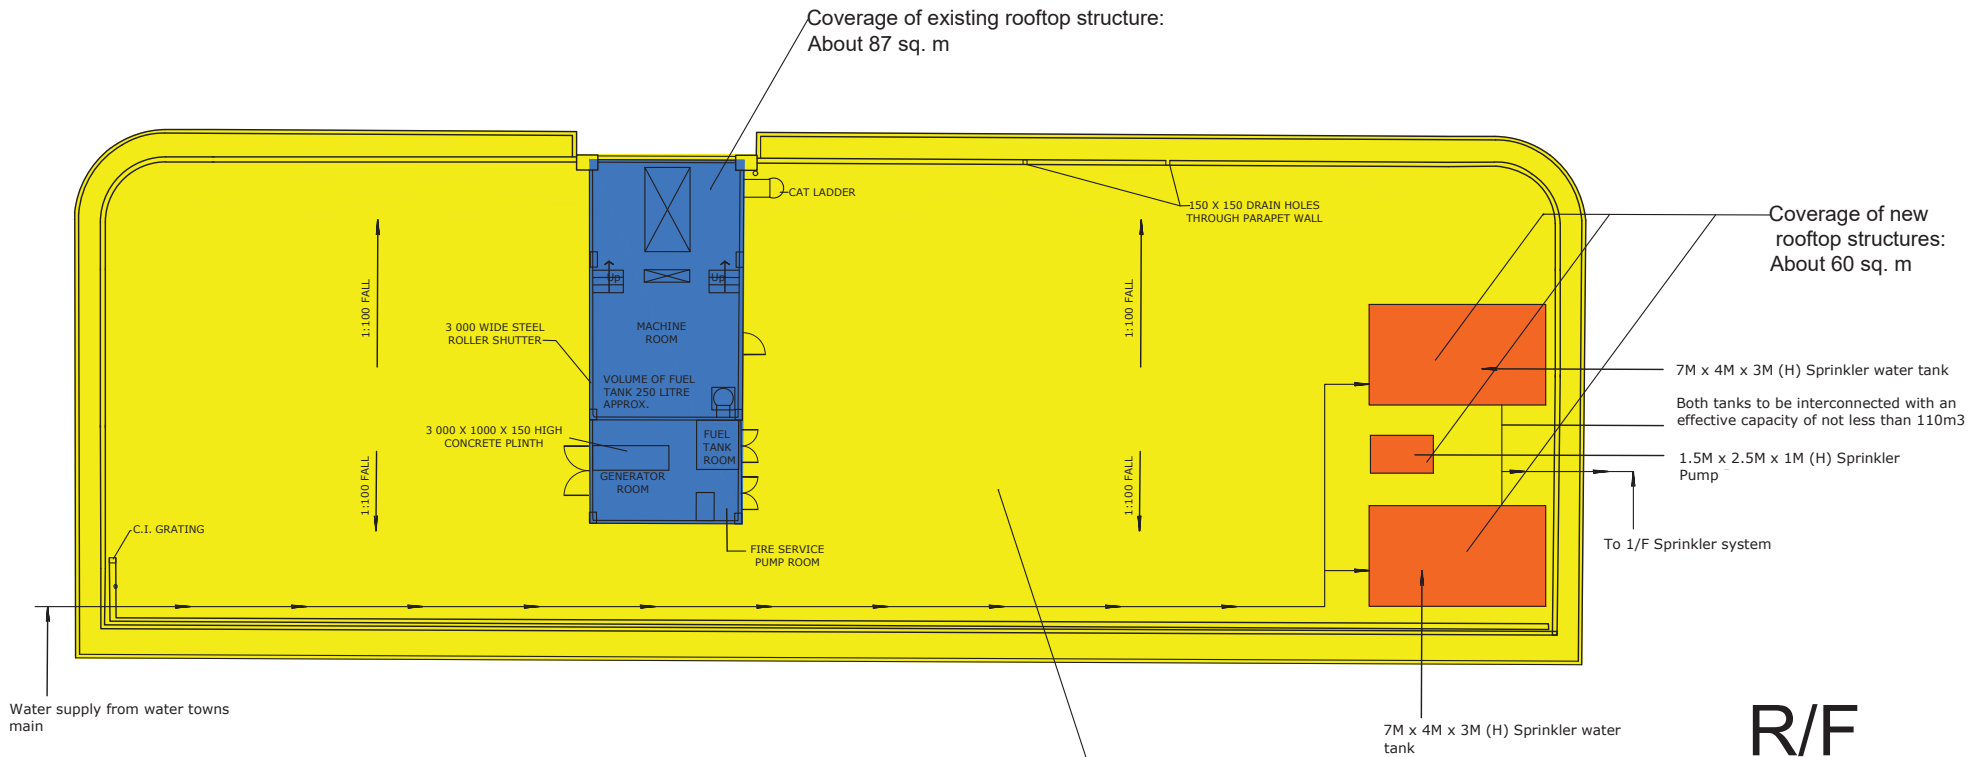 Coverage of existing rooftop structure:
About 87 sq. m
CAT LADDER
150 X 150 DRAIN HOLES
THROUGH PARAPET WALL
Coverage of new
rooftop structures:
About 60 sq. m
Up
Up
1:100 FALL
1:100 FALL
3 000 WIDE STEEL
ROLLER SHUTTER
MACHINE
ROOM
VOLUME OF FUEL
TANK 250 LITRE
APPROX.
7M x 4M x 3M (H) Sprinkler water tank
Both tanks to be interconnected with an
effective capacity of not less than 110m3
3 000 X 1000 X 150 HIGH
CONCRETE PLINTH
FUEL
TANK
ROOM
1.5M x 2.5M x 1M (H) Sprinkler
Pump
GENERATOR
ROOM
1:100 FALL
1:100 FALL
C.I. GRATING
FIRE SERVICE
PUMP ROOM
To 1/F Sprinkler system
Water supply from water towns
main
7M x 4M x 3M (H) Sprinkler water
tank
R/F